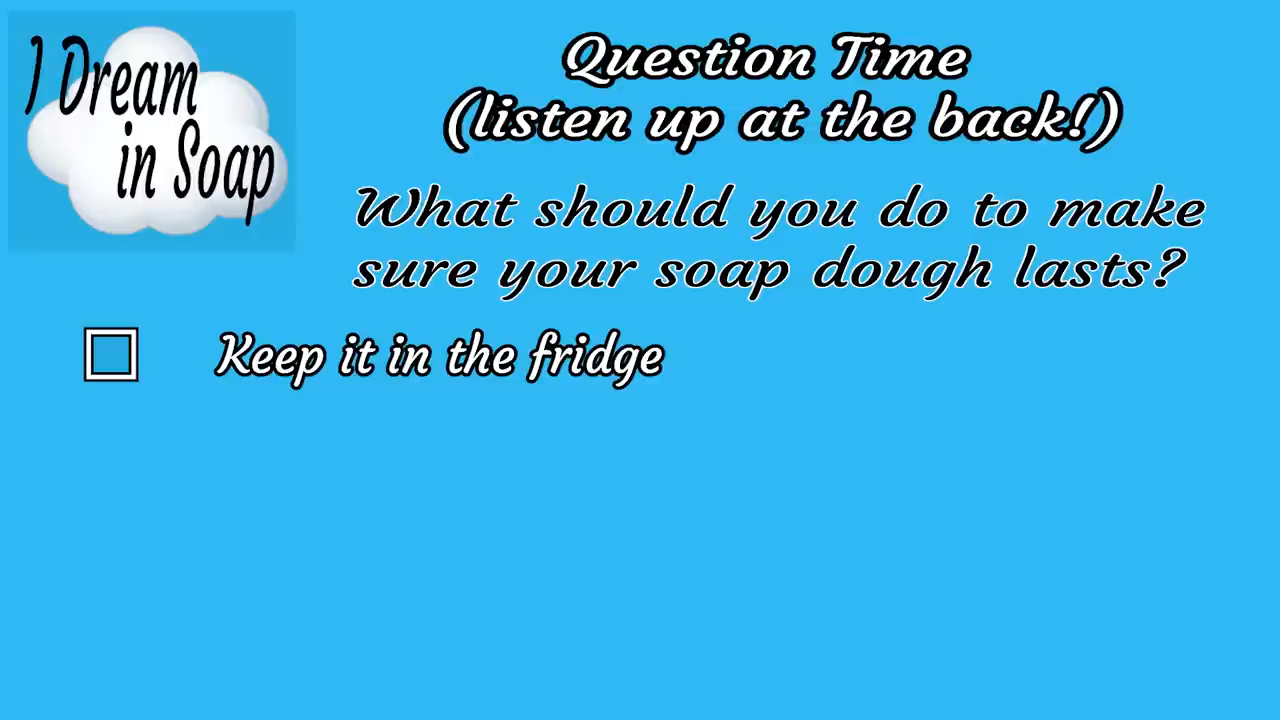 I Dream
in Soap
Question Time
(listen up at the back!)
What should you do to make
sure your soap dough lasts?
Keep it in the fridge